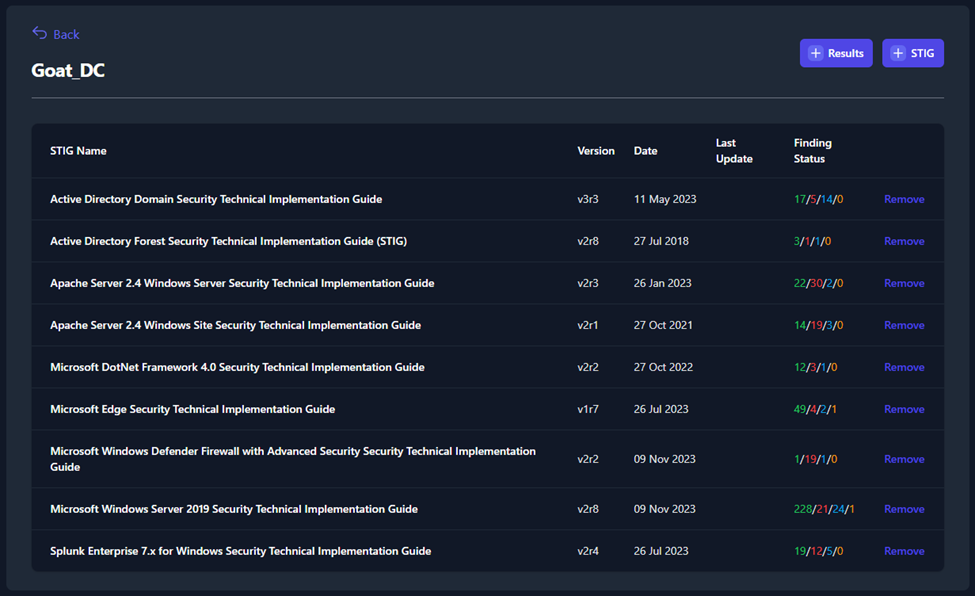 Back
Goat_DC
+ Results
+ STIG
STIG Name Version Date Last Update Finding Status
Active Directory Domain Security Technical Implementation Guide v3r3 11 May 2023 17/5/14/0 Remove
Active Directory Forest Security Technical Implementation Guide (STIG) v2r8 27 Jul 2018 3/1/1/0 Remove
Apache Server 2.4 Windows Server Security Technical Implementation Guide v2r3 26 Jan 2023 22/30/2/0 Remove
Apache Server 2.4 Windows Site Security Technical Implementation Guide v2r1 27 Oct 2021 14/19/3/0 Remove
Microsoft DotNet Framework 4.0 Security Technical Implementation Guide v2r2 27 Oct 2022 12/3/1/0 Remove
Microsoft Edge Security Technical Implementation Guide v1r7 26 Jul 2023 49/4/2/1 Remove
Microsoft Windows Defender Firewall with Advanced Security Security Technical Implementation
Guide v2r2 09 Nov 2023 1/19/1/0 Remove
Microsoft Windows Server 2019 Security Technical Implementation Guide v2r8 09 Nov 2023 228/21/24/1 Remove
Splunk Enterprise 7.x for Windows Security Technical Implementation Guide v2r4 26 Jul 2023 19/12/5/0 Remove